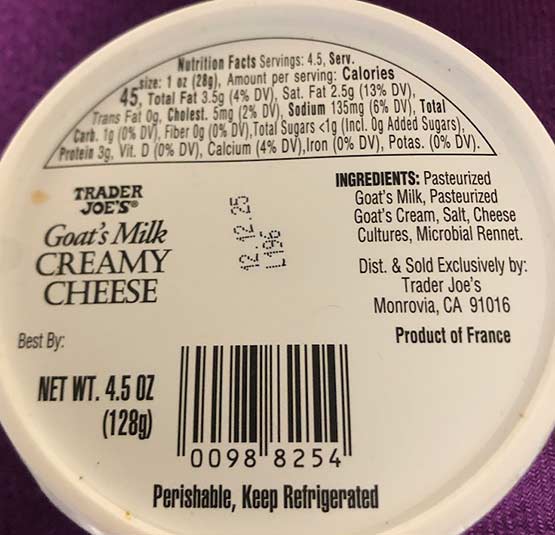 Nutrition Facts Servings: 4.5, Serv.
size: 1 oz (28g), Amount per serving: Calories
45, Total Fat 3.5g (4% DV), Sat. Fat 2.5g (13% DV),
Trans Fat 0g, Cholest. 5mg (2% DV), Sodium 135mg (6% DV), Total
Carb. 1g (0% DV), Fiber 0g (0% DV),Total Sugars <1g (Incl. 0g Added Sugars),
Protein 3g, Vit. D (0% DV), Calcium (4% DV),Iron (0% DV), Potas. (0% DV).
TRADER
JOE'S®
Goat's Milk
CREAMY
CHEESE
Best By:
NET WT. 4.5 OZ
(128g)
12.12.25
L196
INGREDIENTS: Pasteurized
Goat's Milk, Pasteurized
Goat's Cream, Salt, Cheese
Cultures, Microbial Rennet.
Dist. & Sold Exclusively by:
Trader Joe's
Monrovia, CA 91016
Product of France
0098 8254
Perishable, Keep Refrigerated